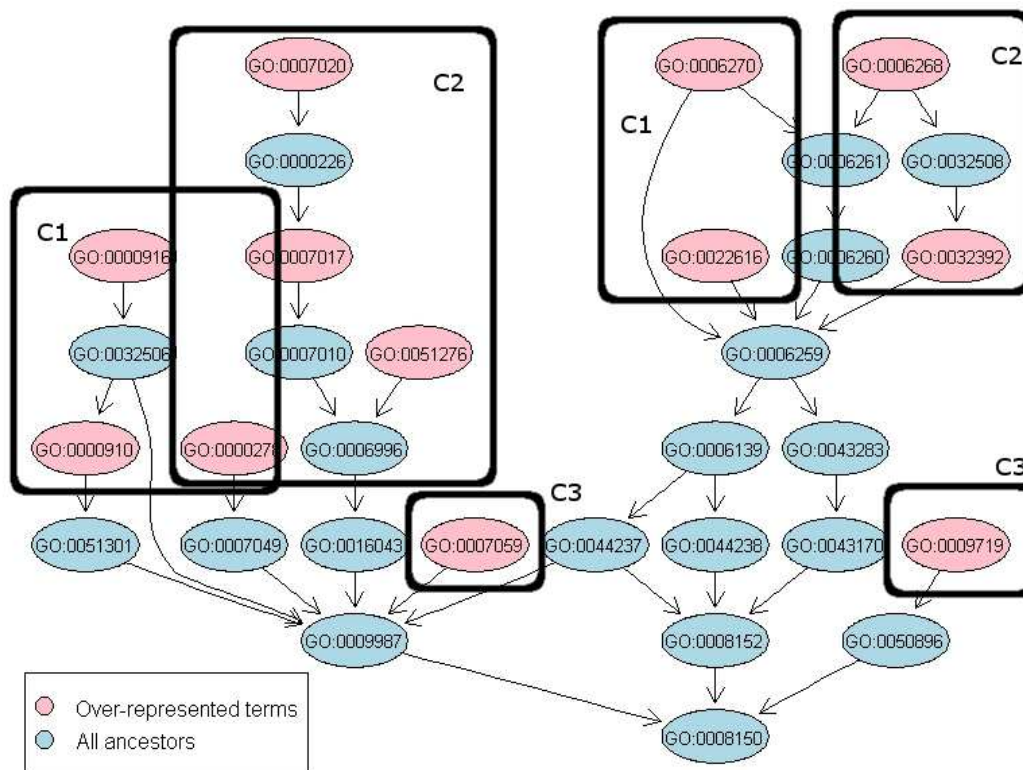 GO:0007020 GO:0006270 GO:0006268
C2 C2
C1
GO:0000226 GO:0006261 GO:0032508
C1
GO:0000916 GO:0007017 GO:0022616 GO:0006260 GO:0032392
GO:0032506 GO:0007010 GO:0051276 GO:0006259
GO:0000910 GO:0000278 GO:0006996 GO:0006139 GO:0043283
C3 C3
GO:0051301 GO:0007049 GO:0016043 GO:0007059 GO:0044237 GO:0044238 GO:0043170 GO:0009719
GO:0009987 GO:0008152 GO:0050896
Over-represented terms
All ancestors
GO:0008150